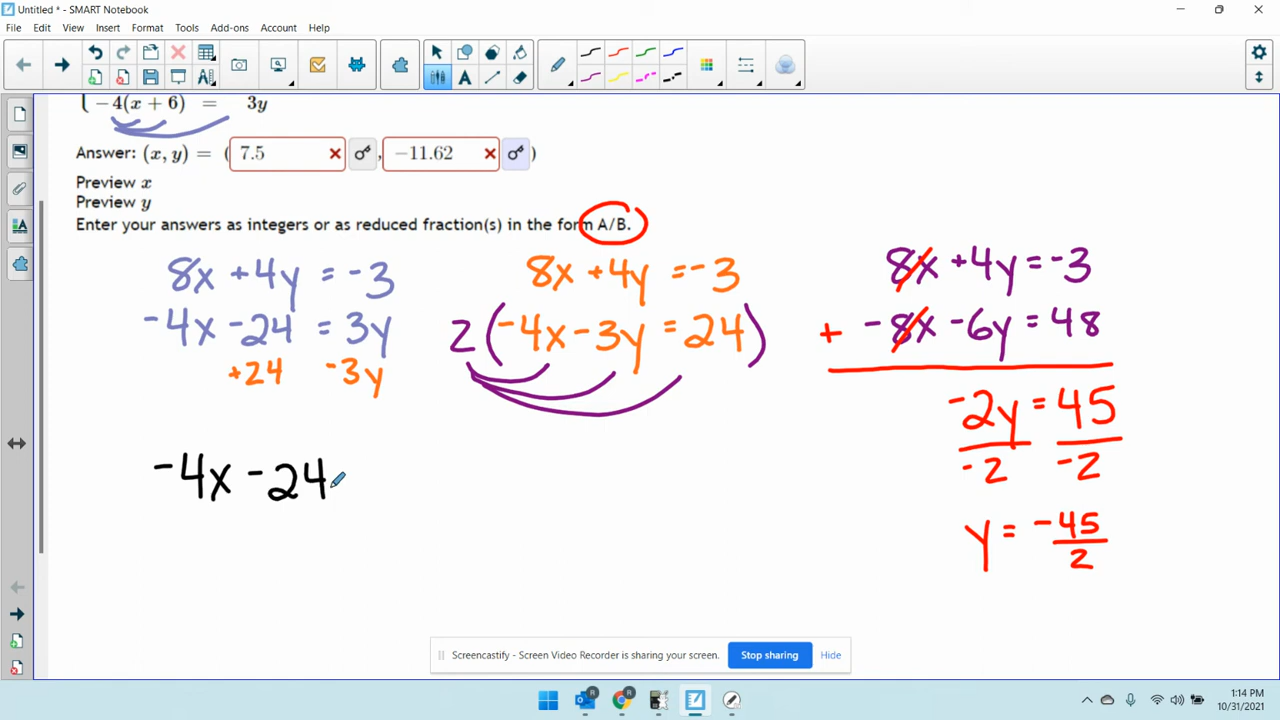 Untitled * - SMART Notebook
File Edit View Insert Format Tools Add-ons Account Help
{ −4(x + 6) = 3y
Answer: (x, y) = ( 7.5 , −11.62 )
Preview x
Preview y
Enter your answers as integers or as reduced fraction(s) in the form A/B.
8x +4y = -3
-4x -24 = 3y
+24 -3y
8x +4y = -3
2(-4x -3y = 24)
8x +4y = -3
+ -8x -6y = 48
-2y = 45
-2 -2
y = -45/2
-4x -24
Screencastify - Screen Video Recorder is sharing your screen. Stop sharing Hide
1:14 PM
10/31/2021